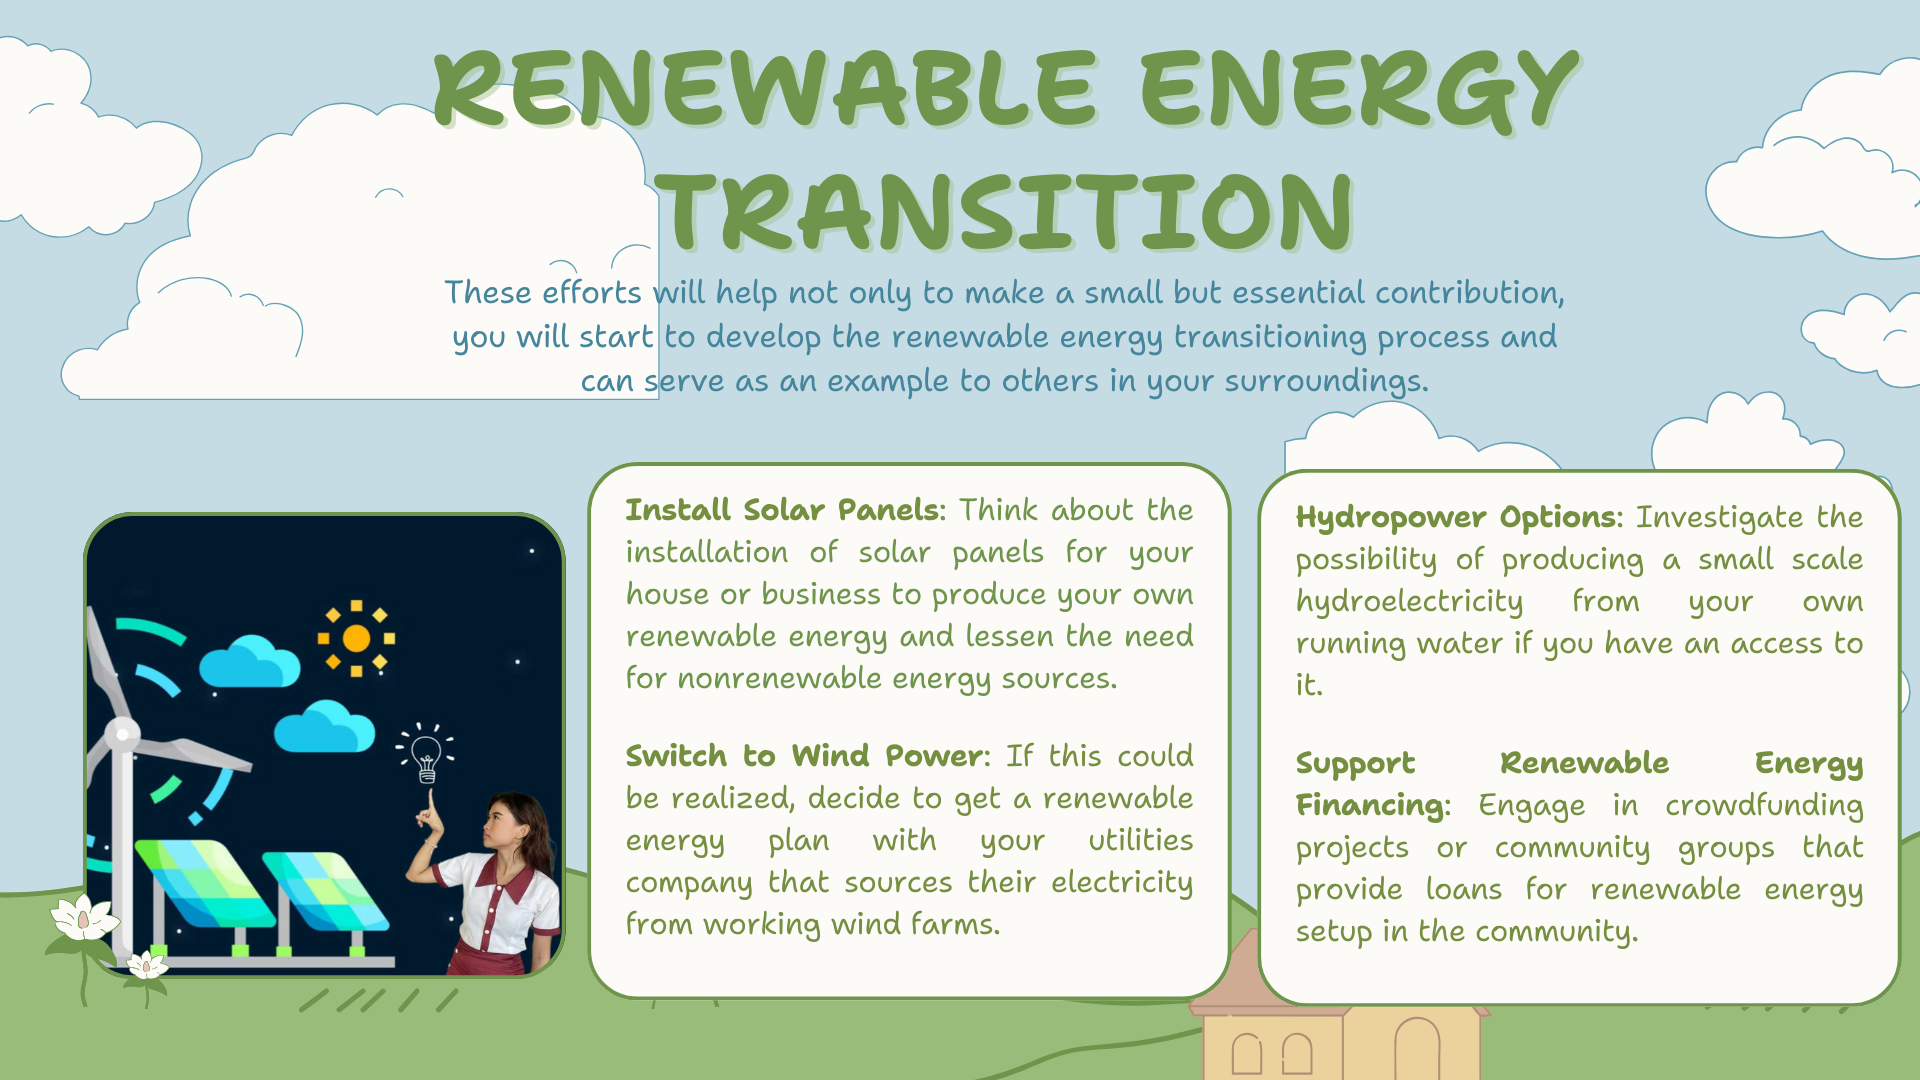 RENEWABLE ENERGY
TRANSITION
These efforts will help not only to make a small but essential contribution,
you will start to develop the renewable energy transitioning process and
can serve as an example to others in your surroundings.
Install Solar Panels: Think about the
installation of solar panels for your
house or business to produce your own
renewable energy and lessen the need
for nonrenewable energy sources.
Switch to Wind Power: If this could
be realized, decide to get a renewable
energy plan with your utilities
company that sources their electricity
from working wind farms.
Hydropower Options: Investigate the
possibility of producing a small scale
hydroelectricity from your own
running water if you have an access to
it.
Support Renewable Energy
Financing: Engage in crowdfunding
projects or community groups that
provide loans for renewable energy
setup in the community.